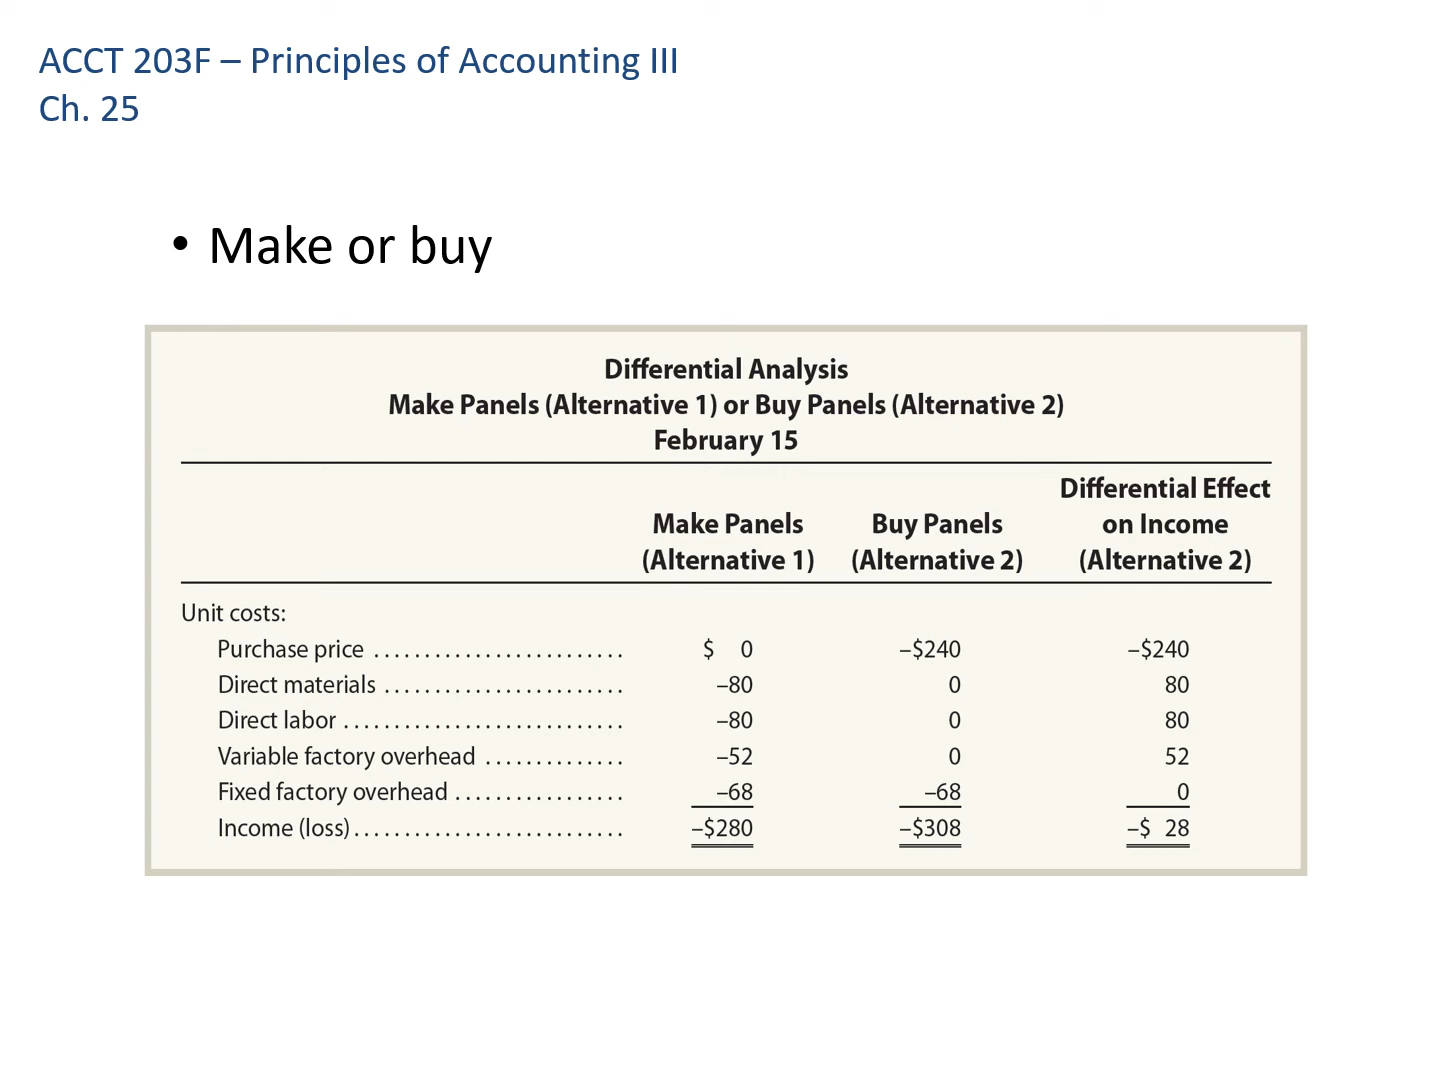 ACCT 203F – Principles of Accounting III
Ch. 25
• Make or buy
Differential Analysis
Make Panels (Alternative 1) or Buy Panels (Alternative 2)
February 15
Differential Effect
Make Panels Buy Panels on Income
(Alternative 1) (Alternative 2) (Alternative 2)
Unit costs:
Purchase price ........................ $ 0 –$240 –$240
Direct materials ....................... –80 0 80
Direct labor ........................... –80 0 80
Variable factory overhead .............. –52 0 52
Fixed factory overhead ................. –68 –68 0
Income (loss) .......................... –$280 –$308 –$ 28